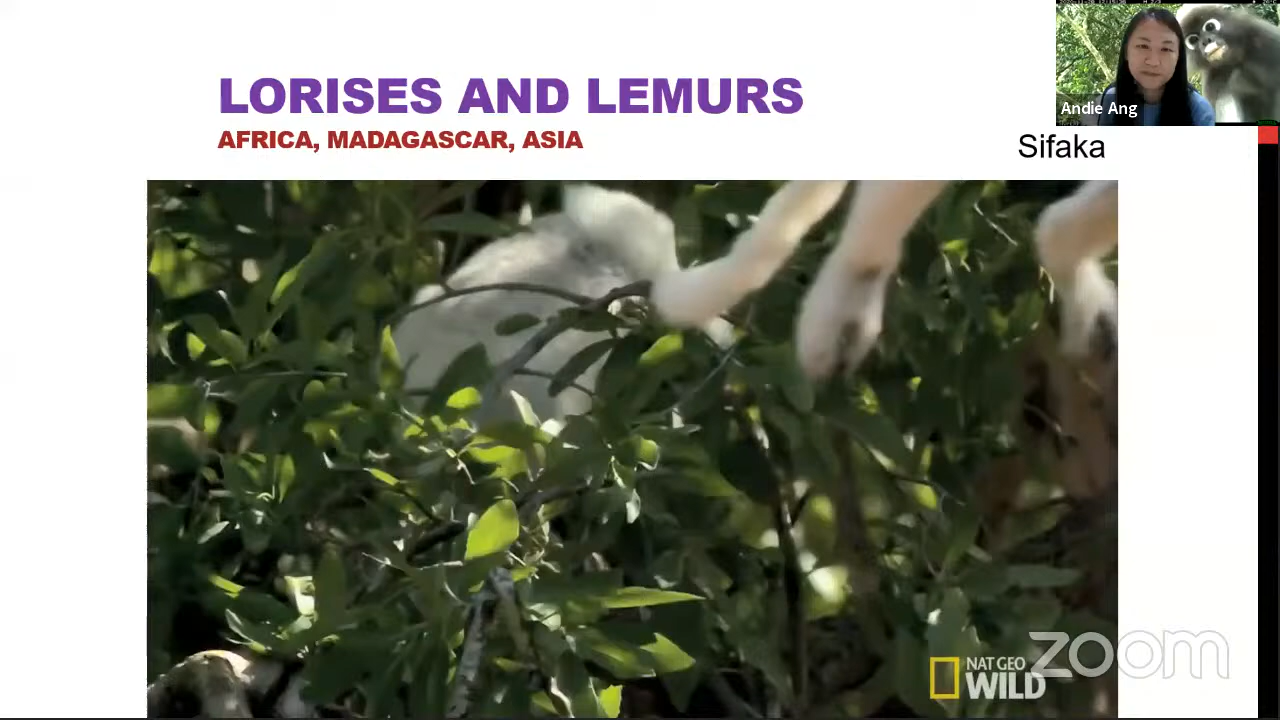 LORISES AND LEMURS
AFRICA, MADAGASCAR, ASIA
Andie Ang
Sifaka
NAT GEO
WILD
zoom